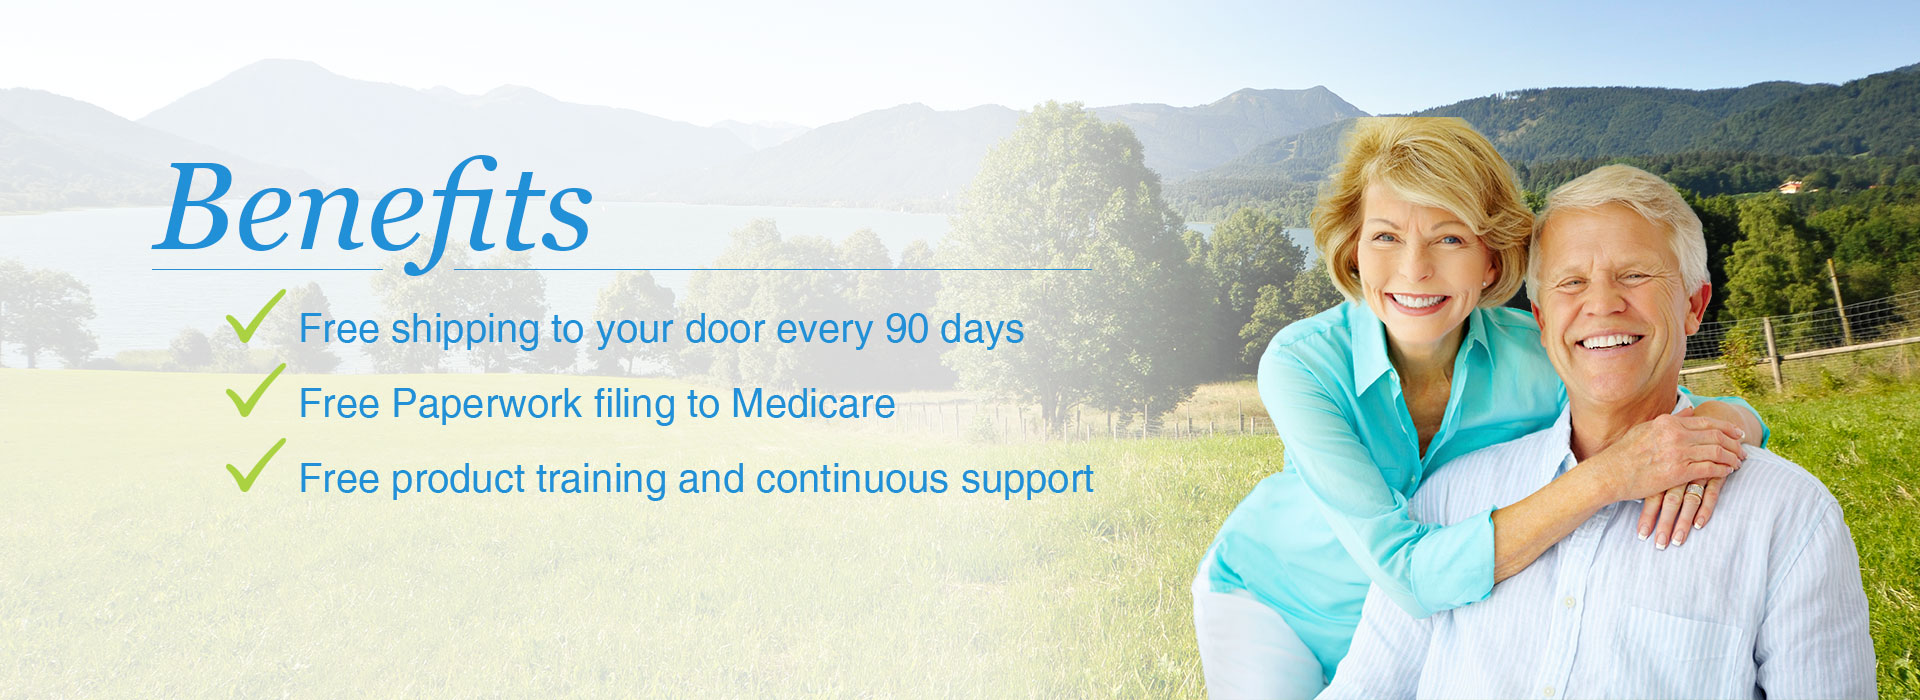 Benefits
Free shipping to your door every 90 days
Free Paperwork filing to Medicare
Free product training and continuous support